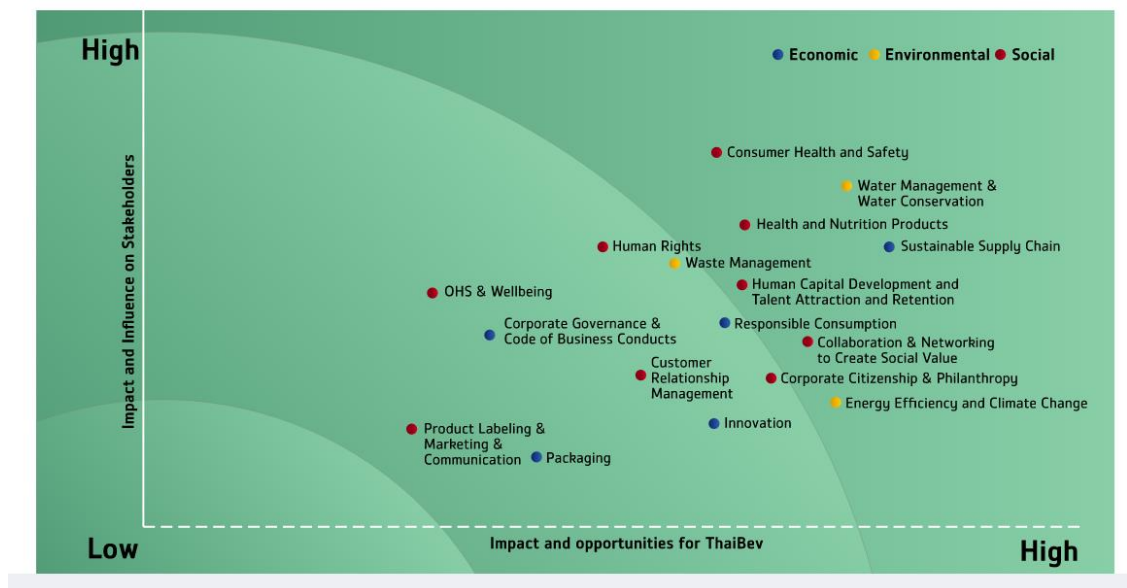 High
Economic
Environmental
Social
Impact and Influence on Stakeholders
Consumer Health and Safety
Water Management &
Water Conservation
Health and Nutrition Products
Human Rights
Sustainable Supply Chain
Waste Management
OHS & Wellbeing
Human Capital Development and
Talent Attraction and Retention
Corporate Governance &
Code of Business Conducts
Responsible Consumption
Collaboration & Networking
to Create Social Value
Customer
Relationship
Management
Corporate Citizenship & Philanthropy
Energy Efficiency and Climate Change
Product Labeling &
Marketing &
Communication
Innovation
Packaging
Low
Impact and opportunities for ThaiBev
High